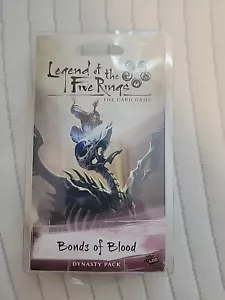 Legend of the
Five Rings
THE CARD GAME
Bonds of Blood
DYNASTY PACK